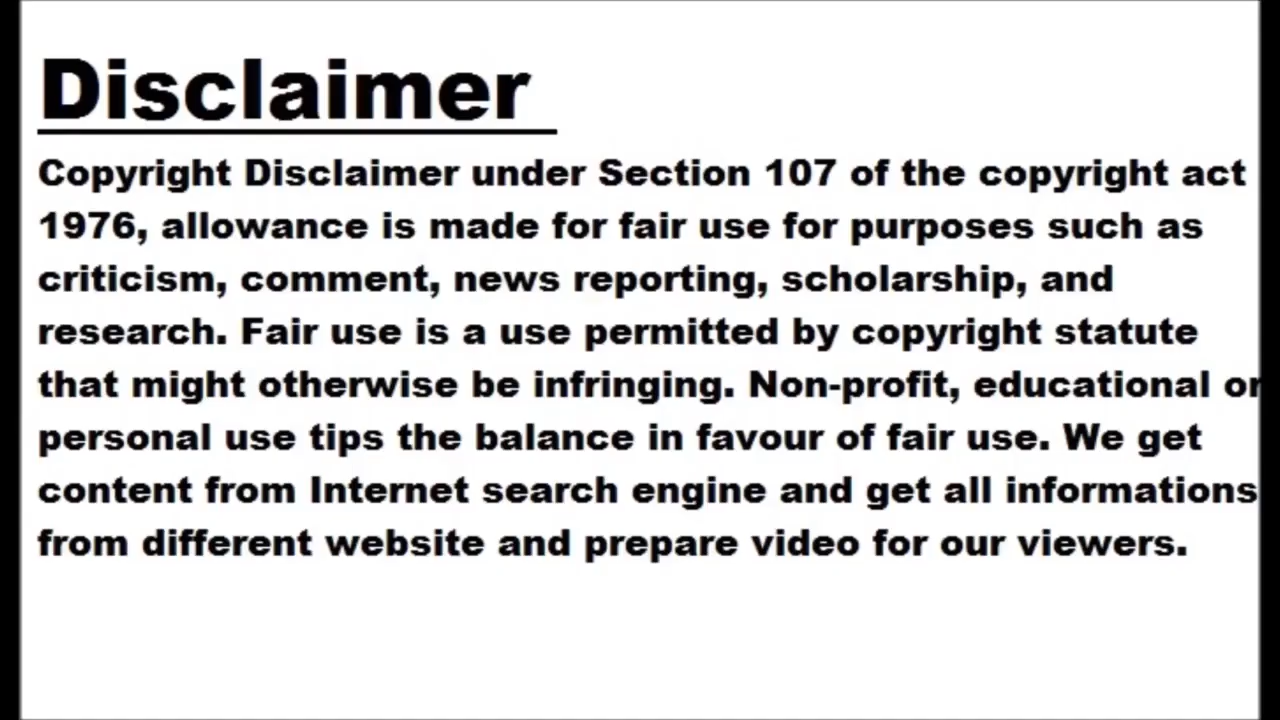 Disclaimer
Copyright Disclaimer under Section 107 of the copyright act
1976, allowance is made for fair use for purposes such as
criticism, comment, news reporting, scholarship, and
research. Fair use is a use permitted by copyright statute
that might otherwise be infringing. Non-profit, educational or
personal use tips the balance in favour of fair use. We get
content from Internet search engine and get all informations
from different website and prepare video for our viewers.